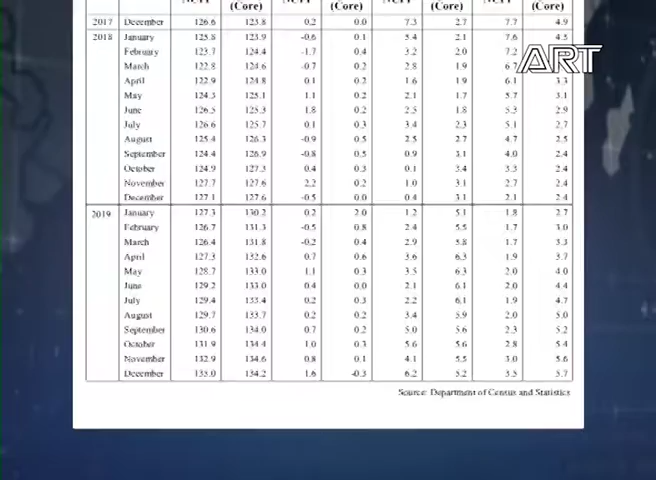 (Core) (Core) (Core) (Core)
2017 December 126.6 123.8 0.2 0.0 7.3 2.7 7.7 4.9
2018 January 125.8 123.9 -0.6 0.1 5.4 2.1 7.6
February 123.7 124.4 -1.7 0.4 3.2 2.0 7.2
ART
March 122.8 124.6 -0.7 0.2 2.8 1.9
April 122.9 124.8 0.1 0.2 1.6 1.9 6.1 3.3
May 124.3 125.1 1.1 0.2 2.1 1.7 5.7 3.1
June 126.5 125.3 1.8 0.2 2.5 1.8 5.3 2.9
July 126.6 125.7 0.1 0.3 3.4 2.3 5.1 2.7
August 125.4 126.3 -0.9 0.5 2.5 2.7 4.7 2.5
September 124.4 126.9 -0.8 0.5 0.9 3.1 4.0 2.4
October 124.9 127.3 0.4 0.3 0.1 3.4 3.3 2.4
November 127.7 127.6 2.2 0.2 1.0 3.1 2.7 2.4
December 127.1 127.6 -0.5 0.0 0.4 3.1 2.1 2.4
2019 January 127.3 130.2 0.2 2.0 1.2 5.1 1.8 2.7
February 126.7 131.3 -0.5 0.8 2.4 5.5 1.7 3.0
March 126.4 131.8 -0.2 0.4 2.9 5.8 1.7 3.3
April 127.3 132.6 0.7 0.6 3.6 6.3 1.9 3.7
May 128.7 133.0 1.1 0.3 3.5 6.3 2.0 4.0
June 129.2 133.0 0.4 0.0 2.1 6.1 2.0 4.4
July 129.4 133.4 0.2 0.3 2.2 6.1 1.9 4.7
August 129.7 133.7 0.2 0.2 3.4 5.9 2.0 5.0
September 130.6 134.0 0.7 0.2 5.0 5.6 2.3 5.2
October 131.9 134.4 1.0 0.3 5.6 5.6 2.8 5.4
November 132.9 134.6 0.8 0.1 4.1 5.5 3.0 5.6
December 135.0 134.2 1.6 -0.3 6.2 5.2 3.5 5.7
Source: Department of Census and Statistics